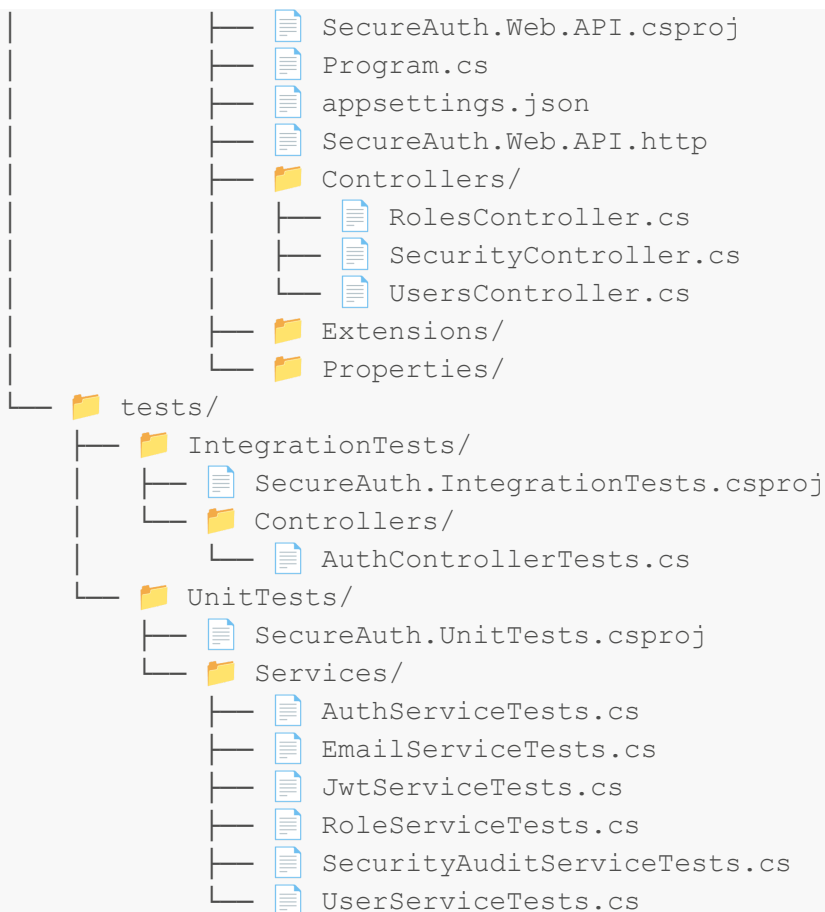 │           ├── 📄 SecureAuth.Web.API.csproj
│           ├── 📄 Program.cs
│           ├── 📄 appsettings.json
│           ├── 📄 SecureAuth.Web.API.http
│           ├── 📁 Controllers/
│           │   ├── 📄 RolesController.cs
│           │   ├── 📄 SecurityController.cs
│           │   └── 📄 UsersController.cs
│           ├── 📁 Extensions/
│           └── 📁 Properties/
└── 📁 tests/
    ├── 📁 IntegrationTests/
    │   ├── 📄 SecureAuth.IntegrationTests.csproj
    │   └── 📁 Controllers/
    │       └── 📄 AuthControllerTests.cs
    └── 📁 UnitTests/
        ├── 📄 SecureAuth.UnitTests.csproj
        └── 📁 Services/
            ├── 📄 AuthServiceTests.cs
            ├── 📄 EmailServiceTests.cs
            ├── 📄 JwtServiceTests.cs
            ├── 📄 RoleServiceTests.cs
            ├── 📄 SecurityAuditServiceTests.cs
            └── 📄 UserServiceTests.cs